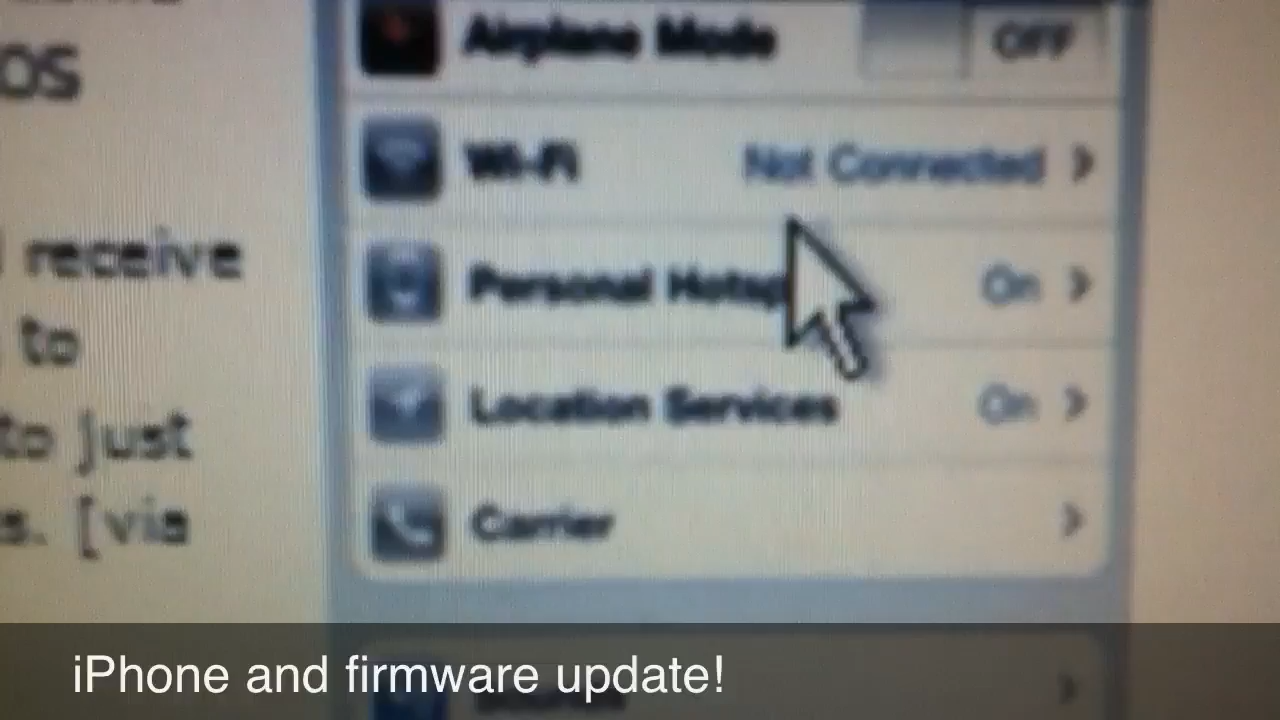 os
Airplane Mode OFF
Wi-Fi Not Connected
receive
Personal Hotsp On
to
Location Services On
to just
s. [via
Carrier
iPhone and firmware update!
Sounds